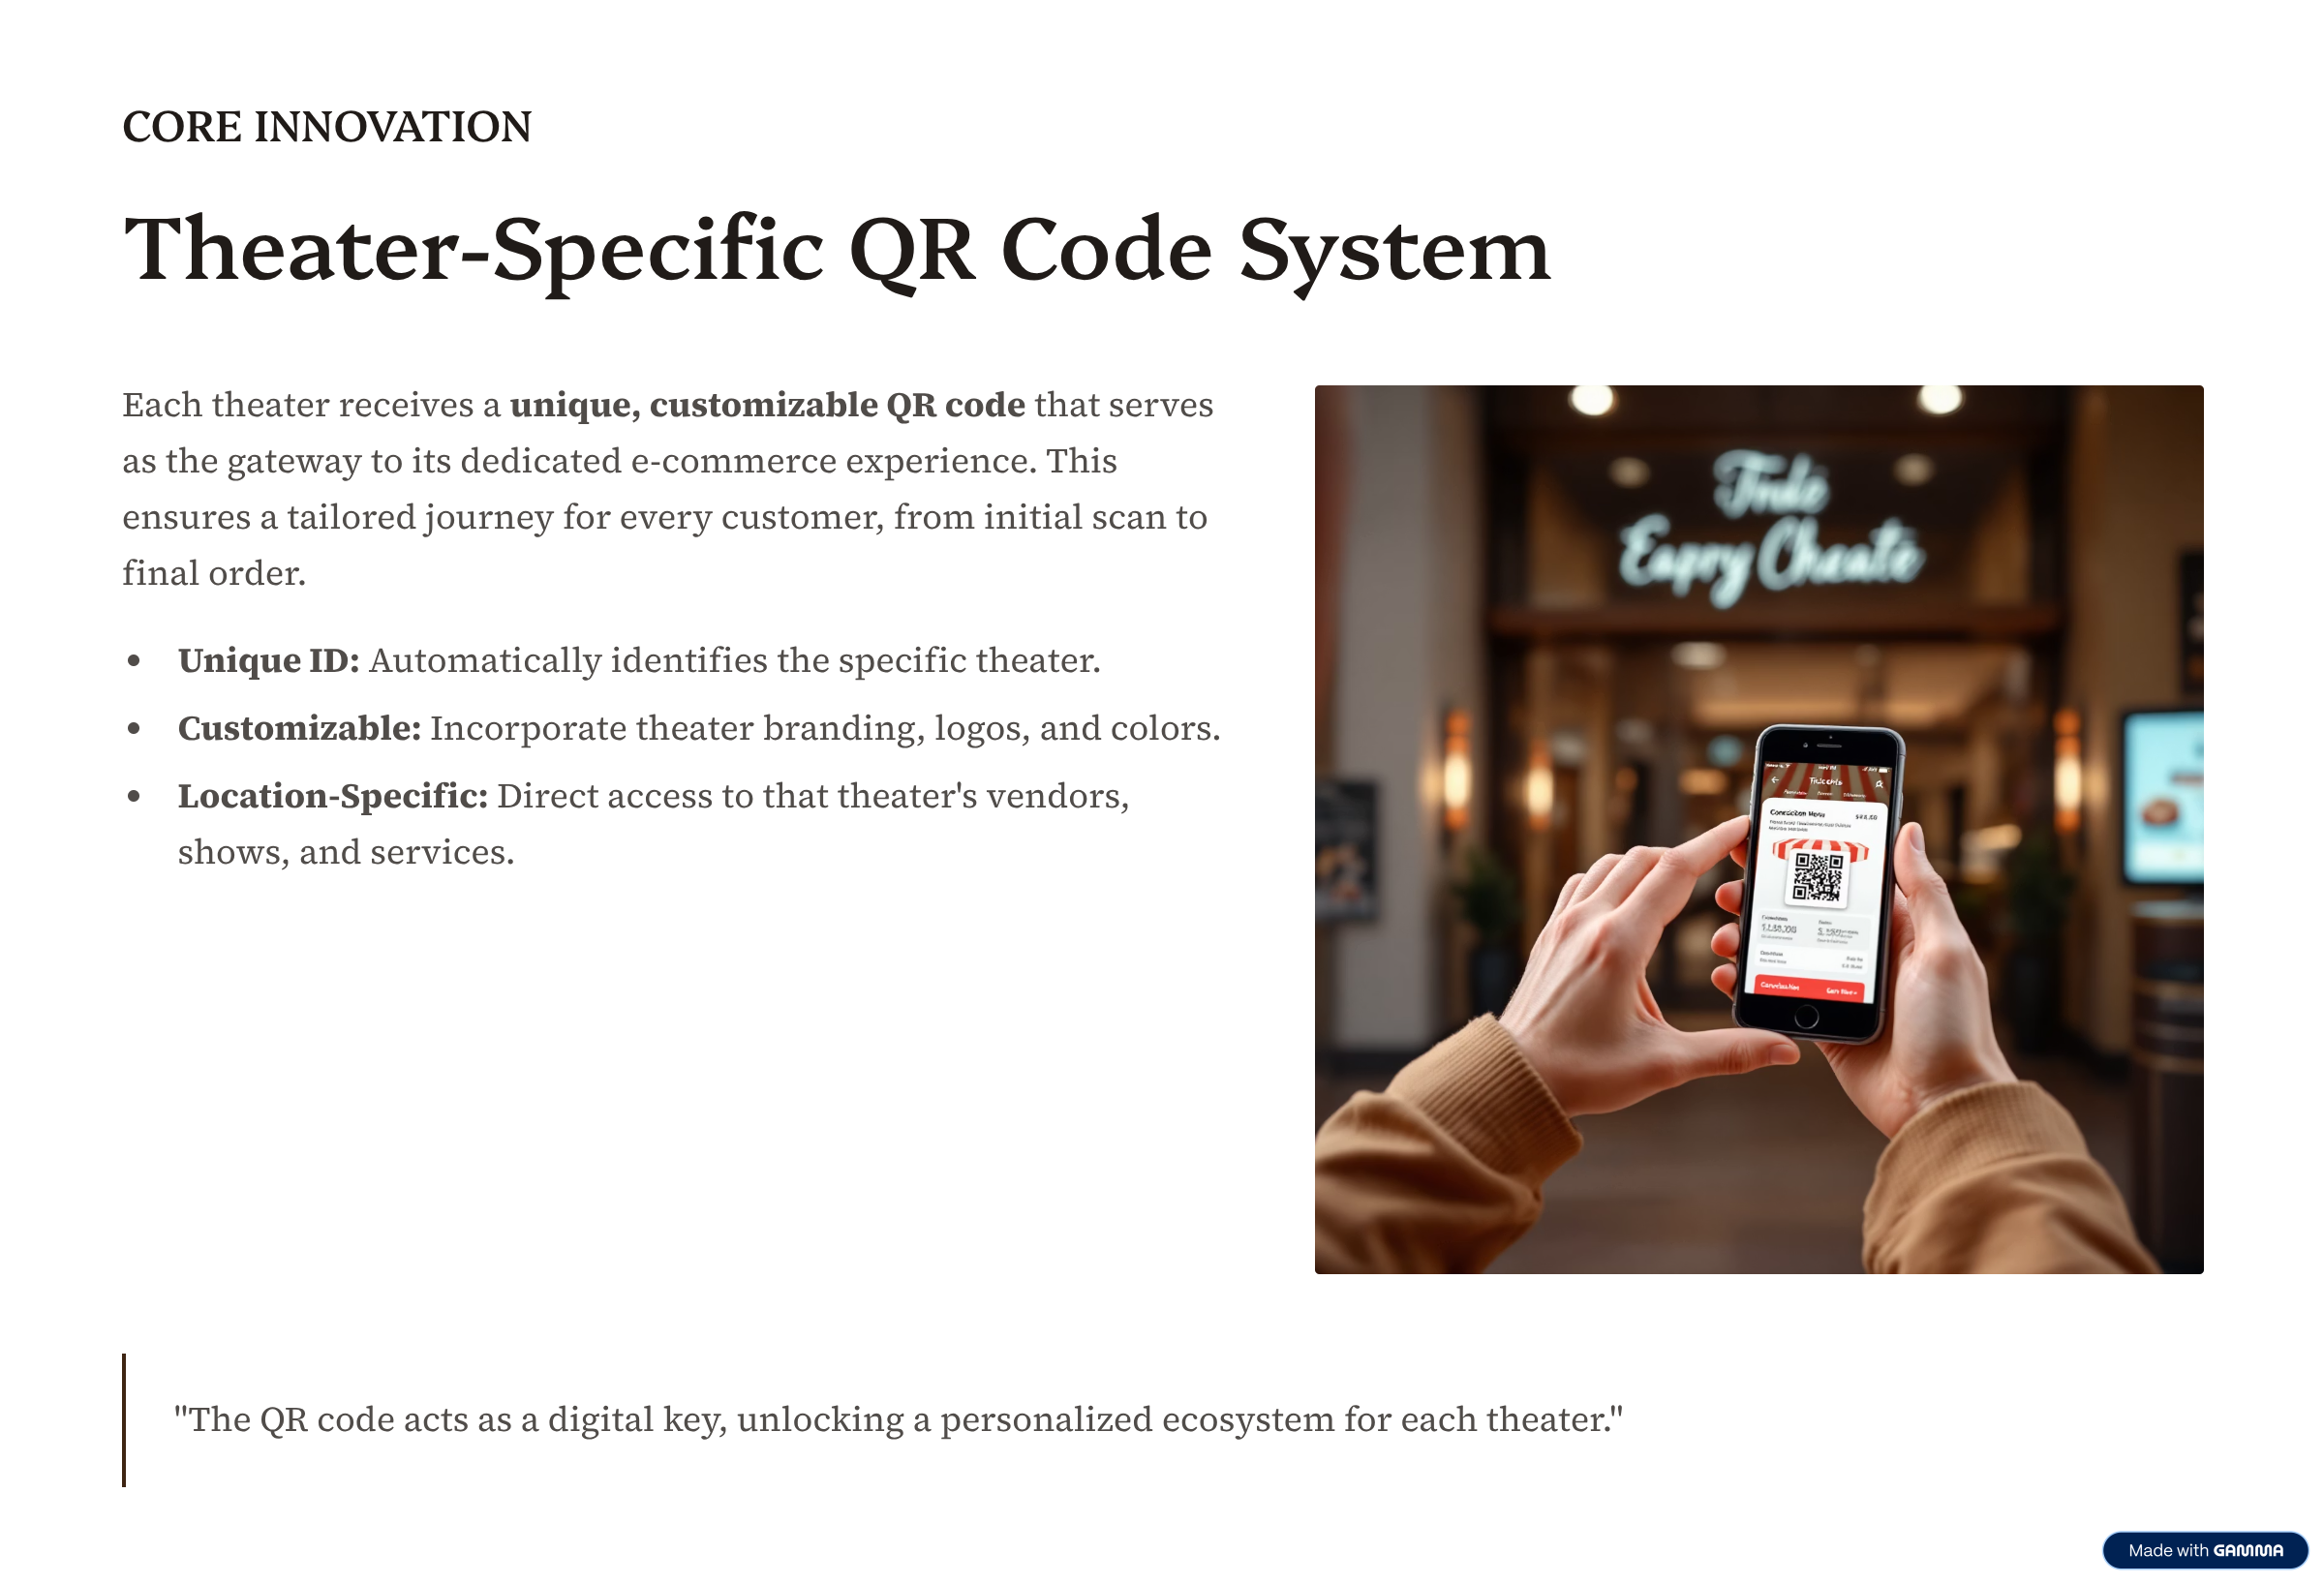 CORE INNOVATION
Theater-Specific QR Code System
Each theater receives a unique, customizable QR code that serves
as the gateway to its dedicated e-commerce experience. This
ensures a tailored journey for every customer, from initial scan to
final order.
• Unique ID: Automatically identifies the specific theater.
• Customizable: Incorporate theater branding, logos, and colors.
• Location-Specific: Direct access to that theater's vendors,
shows, and services.
Eapry Cheate
"The QR code acts as a digital key, unlocking a personalized ecosystem for each theater."
Made with GAMMA